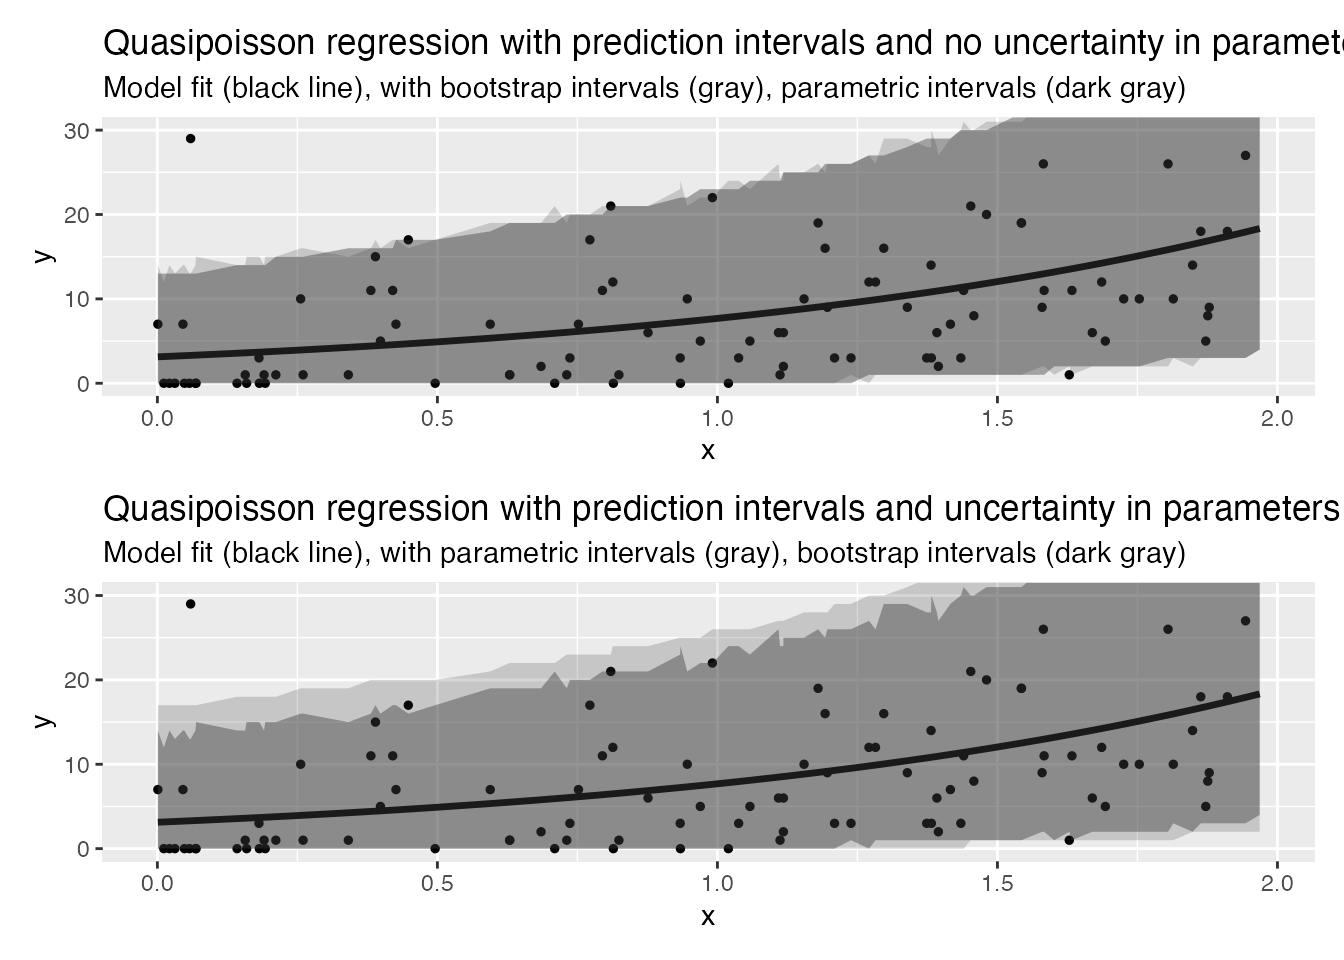 Quasipoisson regression with prediction intervals and no uncertainty in paramet
Model fit (black line), with bootstrap intervals (gray), parametric intervals (dark gray)
30
20
10
0
y
0.0 0.5 1.0 1.5 2.0
x
Quasipoisson regression with prediction intervals and uncertainty in parameters
Model fit (black line), with parametric intervals (gray), bootstrap intervals (dark gray)
30
20
10
0
y
0.0 0.5 1.0 1.5 2.0
x